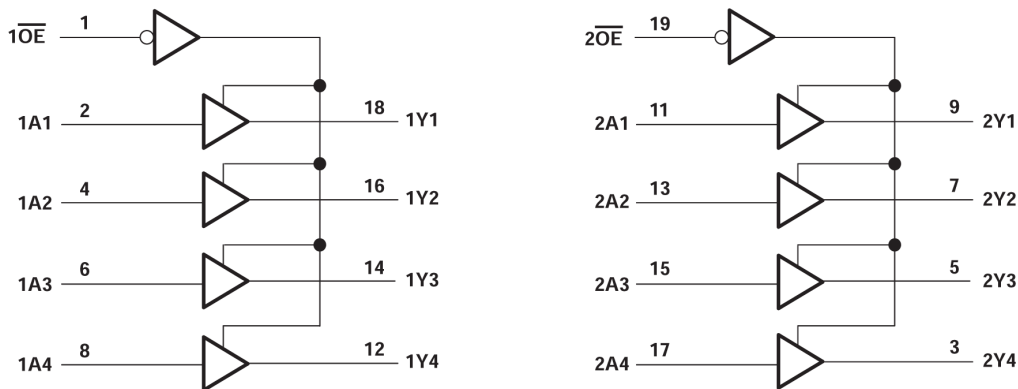 1OE 1
2 18
1A1 1Y1
4 16
1A2 1Y2
6 14
1A3 1Y3
8 12
1A4 1Y4
2OE 19
11 9
2A1 2Y1
13 7
2A2 2Y2
15 5
2A3 2Y3
17 3
2A4 2Y4